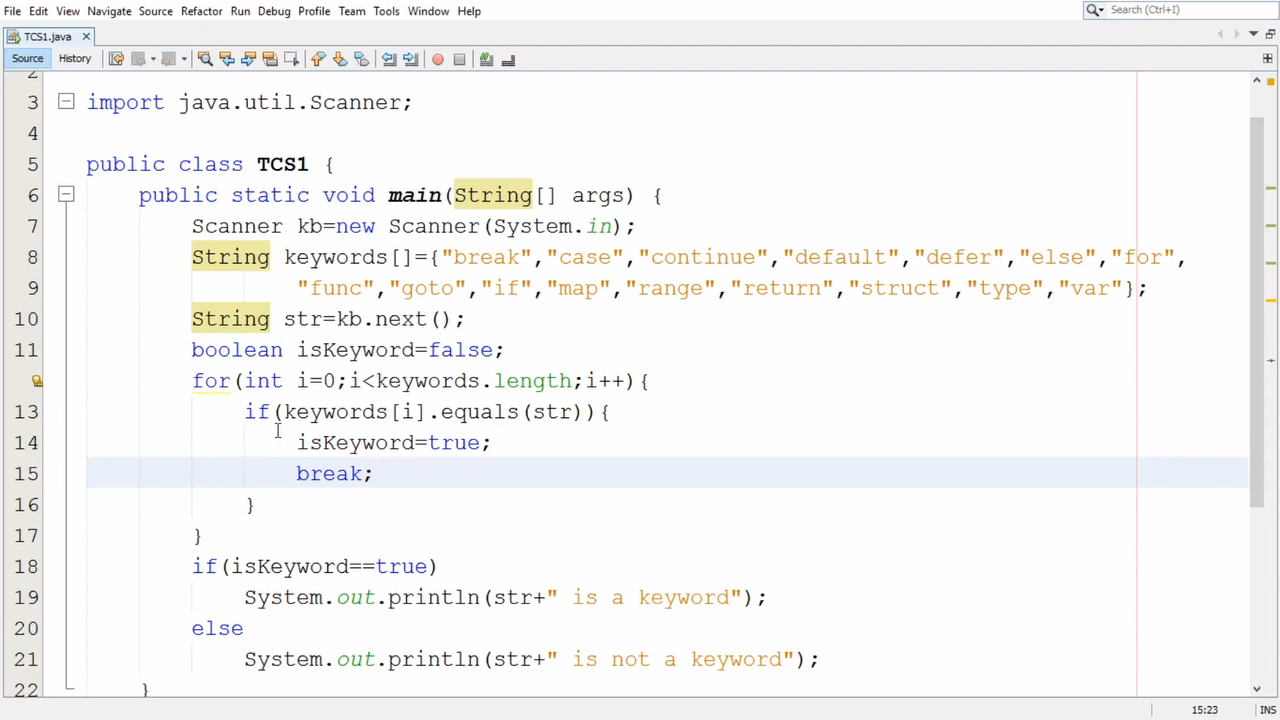 File Edit View Navigate Source Refactor Run Debug Profile Team Tools Window Help
Search (Ctrl+I)
TCS1.java
Source History
2
3 import java.util.Scanner;
4
5 public class TCS1 {
6 public static void main(String[] args) {
7 Scanner kb=new Scanner(System.in);
8 String keywords[]={"break","case","continue","default","defer","else","for",
9 "func","goto","if","map","range","return","struct","type","var"};
10 String str=kb.next();
11 boolean isKeyword=false;
for(int i=0;i<keywords.length;i++){
13 if(keywords[i].equals(str)){
14 isKeyword=true;
15 break;
16 }
17 }
18 if(isKeyword==true)
19 System.out.println(str+" is a keyword");
20 else
21 System.out.println(str+" is not a keyword");
22 }
15:23 INS